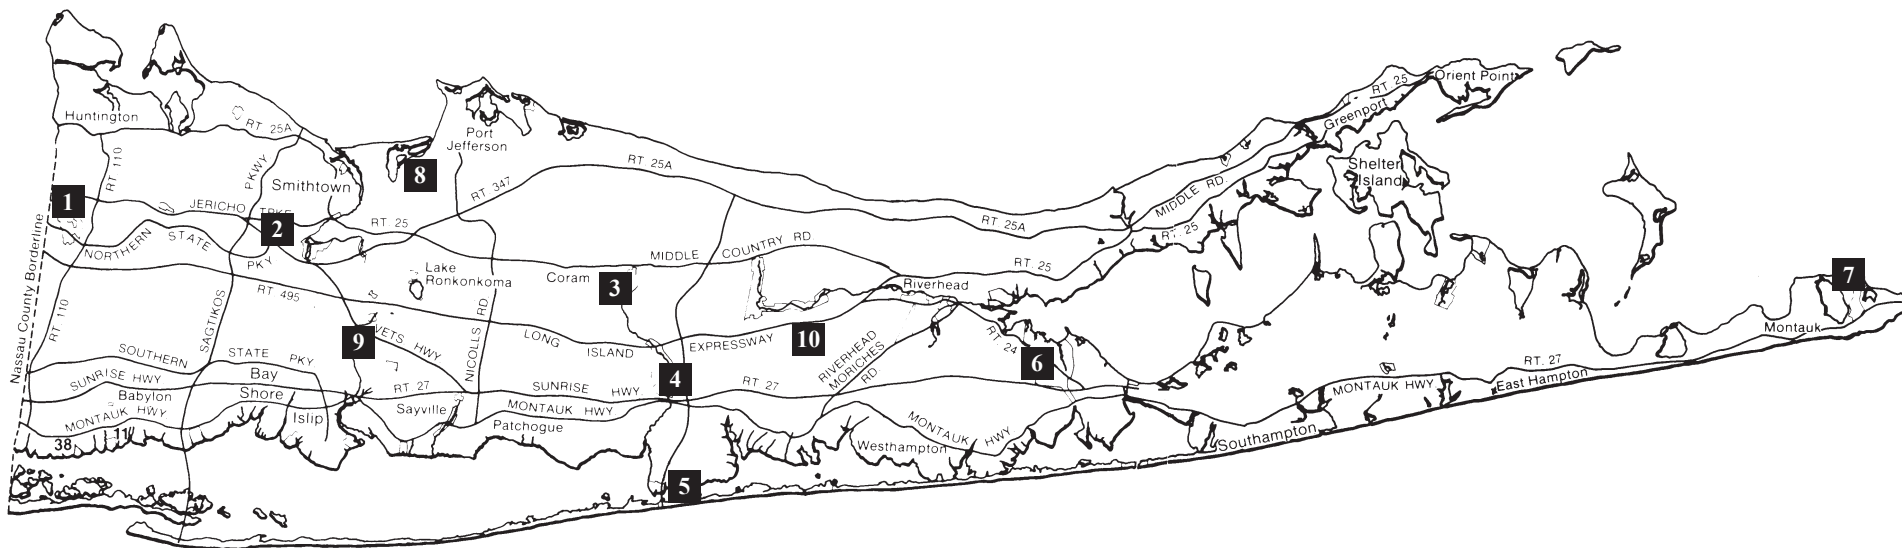 Huntington
RT 25A
RT 110
PKWY
Smithtown
1
JERICHO TPKE
2
RT. 25
NORTHERN STATE PKY
Nassau County Borderline
RT. 110
RT 495
SAGTIKOS
Port
Jefferson
8
RT. 347
RT. 25A
Lake
Ronkonkoma
Coram
3
MIDDLE COUNTRY RD
RT. 25A
RT. 25
Riverhead
MIDDLE RD.
RT. 25
RT. 25
Orient Point
Greenport
Shelter
Island
7
Montauk
9
VETS HWY
NICOLLS RD
LONG ISLAND EXPRESSWAY
10
RIVERHEAD
MORICHES
RD
RT. 24
6
SOUTHERN STATE PKY
SUNRISE HWY
Babylon
MONTAUK HWY
38
11
Bay
Shore
Islip
RT. 27
Sayville
SUNRISE HWY.
4
RT. 27
MONTAUK HWY
Patchogue
5
MONTAUK HWY
Westhampton
Southampton
MONTAUK HWY.
RT. 27
East Hampton